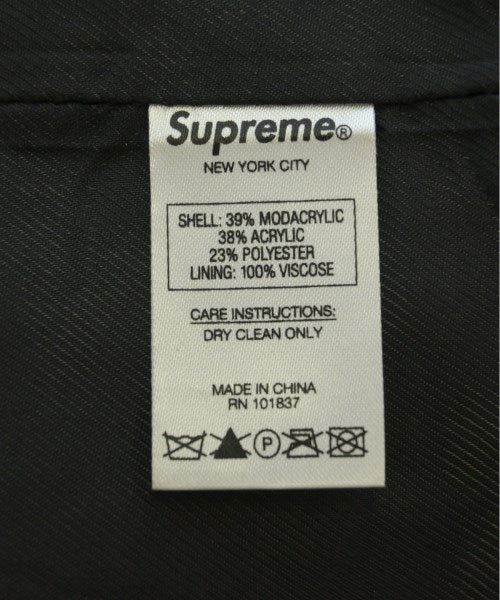 Supreme®
NEW YORK CITY
SHELL: 39% MODACRYLIC
38% ACRYLIC
23% POLYESTER
LINING: 100% VISCOSE
CARE INSTRUCTIONS:
DRY CLEAN ONLY
MADE IN CHINA
RN 101837
P